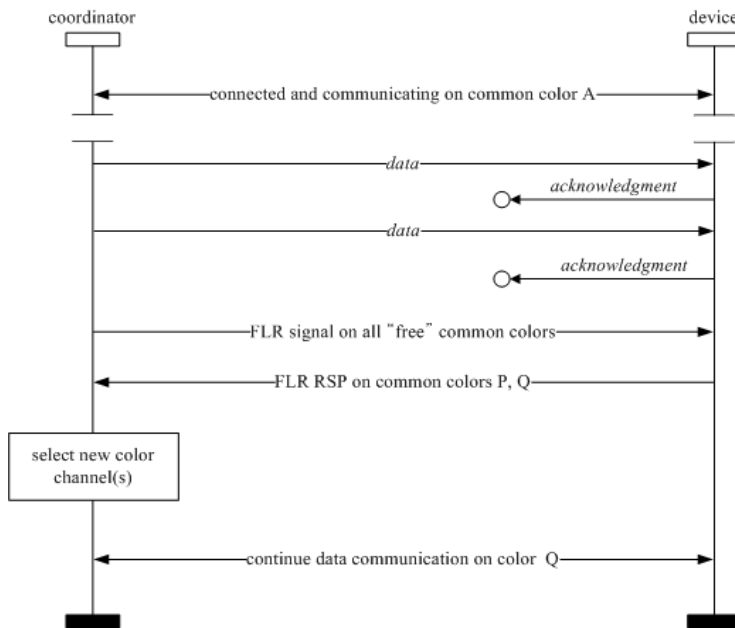 coordinator
device
connected and communicating on common color A
data
acknowledgment
data
acknowledgment
FLR signal on all “free” common colors
FLR RSP on common colors P, Q
select new color
channel(s)
continue data communication on color Q